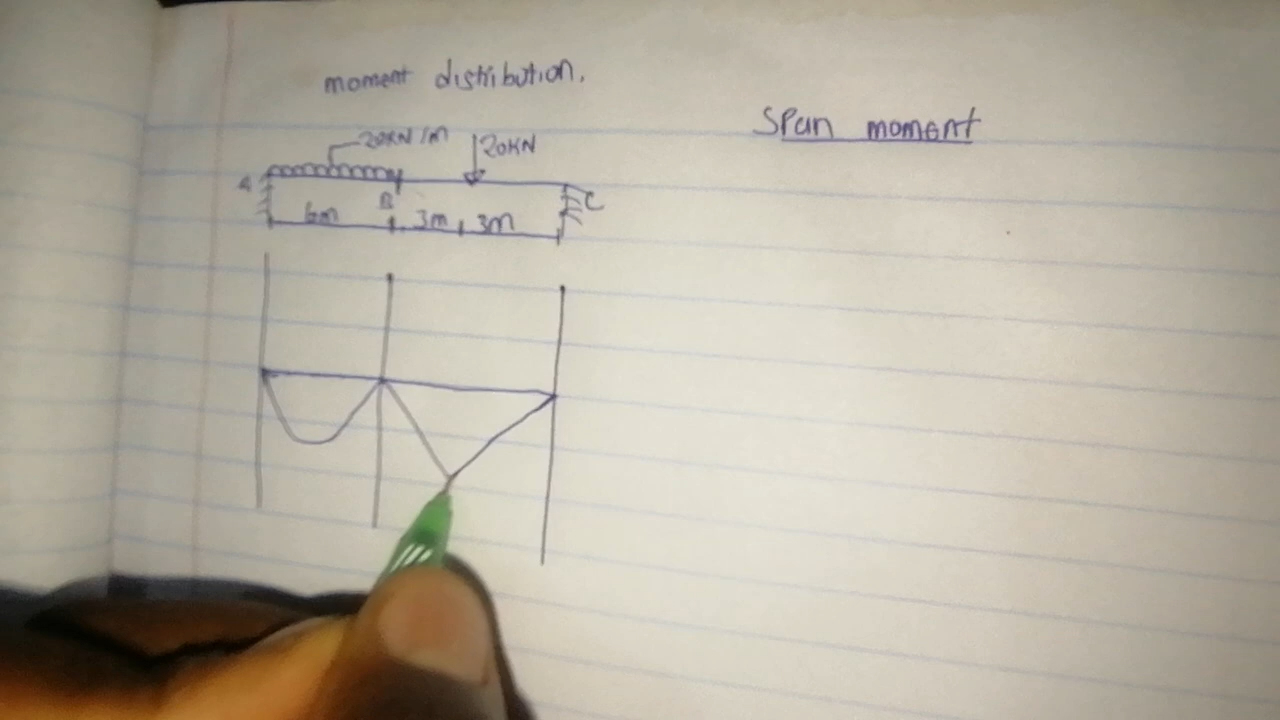 moment distribution.
Span moment
20KN/m
20KN
A
B
C
6m
3m
3m